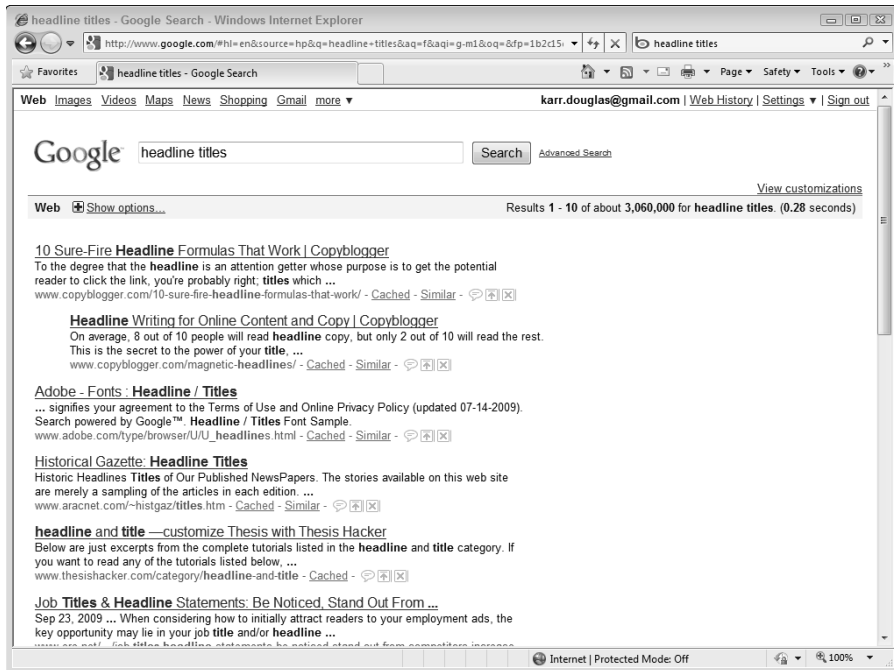 headline titles - Google Search - Windows Internet Explorer
http://www.google.com/#hl=en&source=hp&q=headline+titles&aq=f&aqi=g-m1&oq=&fp=1b2c15
headline titles
Favorites headline titles - Google Search Page Safety Tools
Web Images Videos Maps News Shopping Gmail more ▼ karr.douglas@gmail.com | Web History | Settings ▼ | Sign out
Google headline titles Search Advanced Search
View customizations
Web Show options... Results 1 - 10 of about 3,060,000 for headline titles. (0.28 seconds)
10 Sure-Fire Headline Formulas That Work | Copyblogger
To the degree that the headline is an attention getter whose purpose is to get the potential
reader to click the link, you're probably right; titles which ...
www.copyblogger.com/10-sure-fire-headline-formulas-that-work/ - Cached - Similar -
Headline Writing for Online Content and Copy | Copyblogger
On average, 8 out of 10 people will read headline copy, but only 2 out of 10 will read the rest.
This is the secret to the power of your title, ...
www.copyblogger.com/magnetic-headlines/ - Cached - Similar -
Adobe - Fonts : Headline / Titles
... signifies your agreement to the Terms of Use and Online Privacy Policy (updated 07-14-2009).
Search powered by Google™. Headline / Titles Font Sample.
www.adobe.com/type/browser/U/U_headlines.html - Cached - Similar -
Historical Gazette: Headline Titles
Historic Headlines Titles of Our Published NewsPapers. The stories available on this web site
are merely a sampling of the articles in each edition. ...
www.aracnet.com/~histgaz/titles.htm - Cached - Similar -
headline and title —customize Thesis with Thesis Hacker
Below are just excerpts from the complete tutorials listed in the headline and title category. If
you want to read any of the tutorials listed below, ...
www.thesishacker.com/category/headline-and-title - Cached -
Job Titles & Headline Statements: Be Noticed, Stand Out From ...
Sep 23, 2009 ... When considering how to initially attract readers to your employment ads, the
key opportunity may lie in your job title and/or headline ...
Internet | Protected Mode: Off 100%